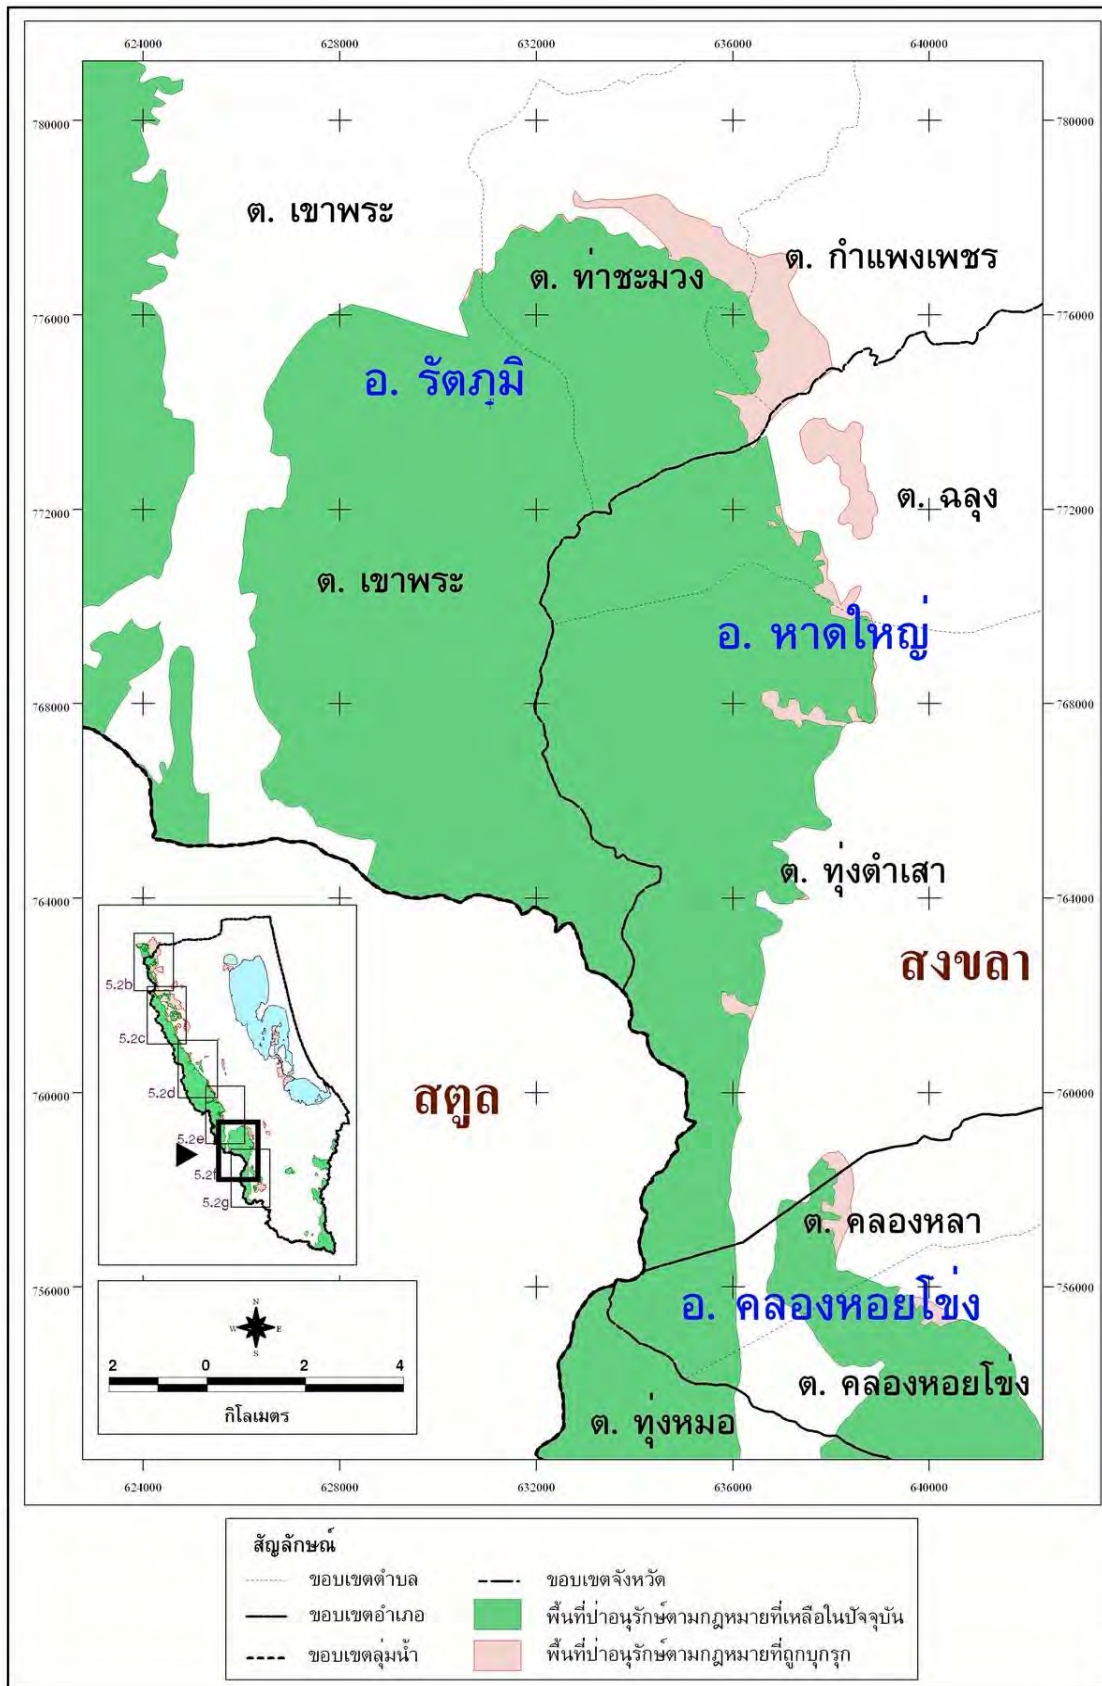 624000 628000 632000 636000 640000
780000 780000
ต. เขาพระ
ต. กำแพงเพชร
ต. ท่าชะมวง
776000 776000
อ. รัตภูมิ
ต. ฉลุง
772000 772000
ต. เขาพระ
อ. หาดใหญ่
768000 768000
ต. ทุ่งตำเสา
764000 764000
สงขลา
5.2b
5.2c
5.2d
5.2e
5.2f
5.2g
สตูล
760000 760000
ต. คลองหลา
756000 756000
อ. คลองหอยโข่ง
N
W E
S
2 0 2 4
กิโลเมตร
ต. คลองหอยโข่ง
ต. ทุ่งหมอ
624000 628000 632000 636000 640000
สัญลักษณ์
ขอบเขตตำบล
ขอบเขตอำเภอ
ขอบเขตลุ่มน้ำ
ขอบเขตจังหวัด
พื้นที่ป่าอนุรักษ์ตามกฎหมายที่เหลือในปัจจุบัน
พื้นที่ป่าอนุรักษ์ตามกฎหมายที่ถูกบุกรุก